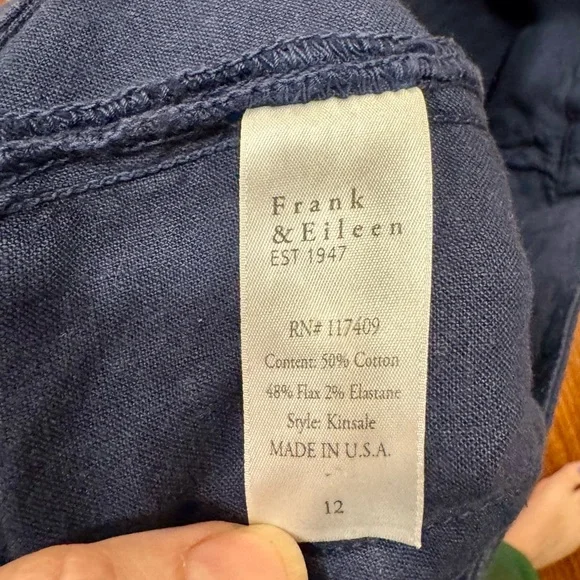 Frank
& Eileen
EST 1947
RN# 117409
Content: 50% Cotton
48% Flax 2% Elastane
Style: Kinsale
MADE IN U.S.A.
12